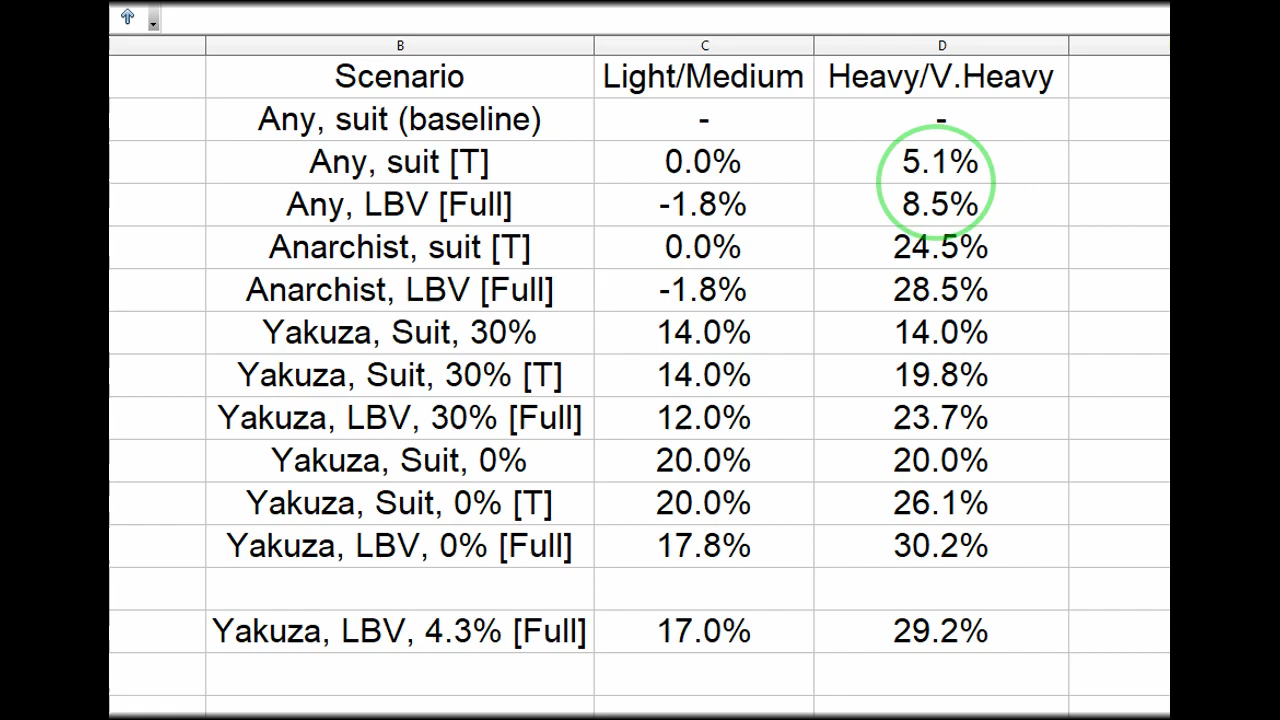 B C D
Scenario Light/Medium Heavy/V.Heavy
Any, suit (baseline) - -
Any, suit [T] 0.0% 5.1%
Any, LBV [Full] -1.8% 8.5%
Anarchist, suit [T] 0.0% 24.5%
Anarchist, LBV [Full] -1.8% 28.5%
Yakuza, Suit, 30% 14.0% 14.0%
Yakuza, Suit, 30% [T] 14.0% 19.8%
Yakuza, LBV, 30% [Full] 12.0% 23.7%
Yakuza, Suit, 0% 20.0% 20.0%
Yakuza, Suit, 0% [T] 20.0% 26.1%
Yakuza, LBV, 0% [Full] 17.8% 30.2%
Yakuza, LBV, 4.3% [Full] 17.0% 29.2%